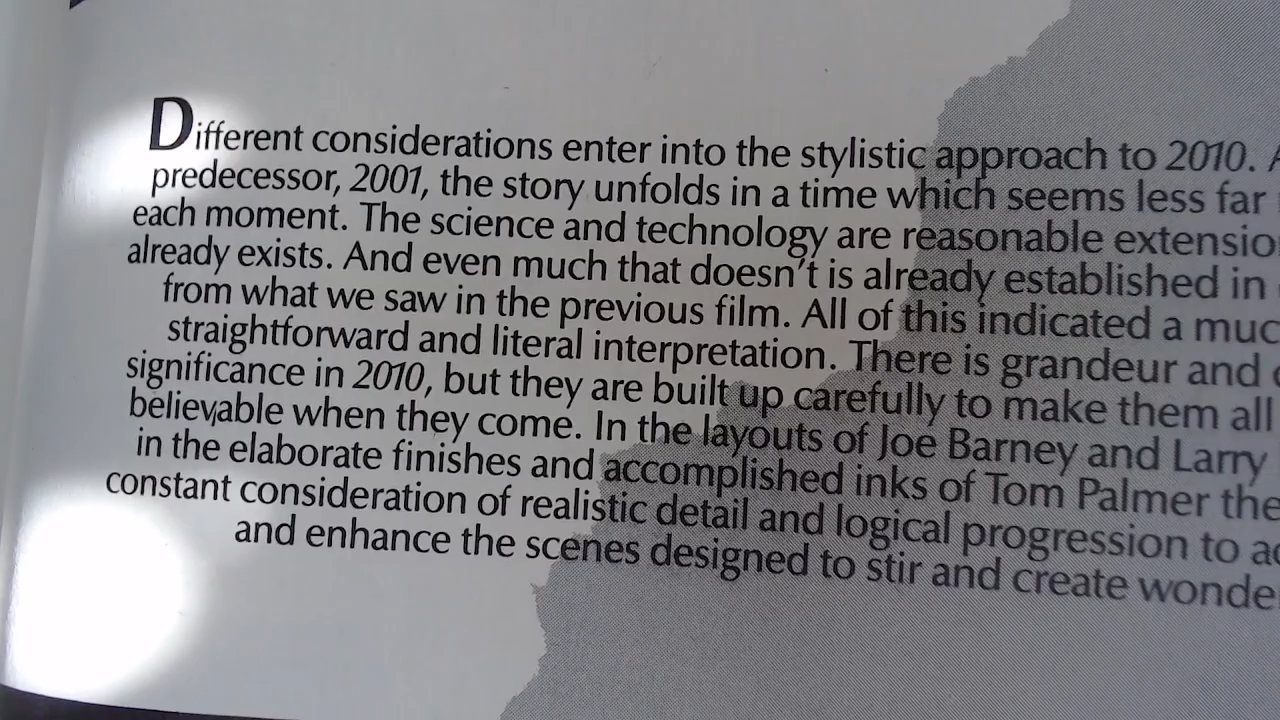 Different considerations enter into the stylistic approach to 2010.
predecessor, 2001, the story unfolds in a time which seems less far
each moment. The science and technology are reasonable
already exists. And even much that doesn't is already established in
from what we saw in the previous film. All of this indicated a
straightforward and literal interpretation. There is grandeur and
significance in 2010, but they are built up carefully to make them all
believable when they come. In the layouts of Joe Barney and Larry
in the elaborate finishes and accomplished inks of Tom Palmer
constant consideration of realistic detail and logical progression to
and enhance the scenes designed to stir and create